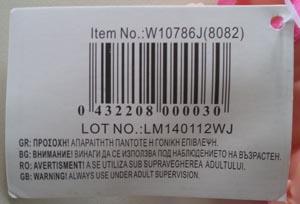 Item No.:W10786J(8082)
0 432208 000030
LOT NO.:LM140112WJ
GR: ΠΡΟΣΟΧΗ! ΑΠΑΡΑΙΤΗΤΗ ΠΑΝΤΟΤΕ Η ΓΟΝΙΚΗ ΕΠΙΒΛΕΨΗ.
BG: ВНИМАНИЕ! ВИНАГИ ДА СЕ ИЗПОЛЗВА ПОД НАБЛЮДЕНИЕТО НА ВЪЗРАСТЕН.
RO: AVERTISMENT! A SE UTILIZA SUB SUPRAVEGHEREA ADULTULUI.
GB: WARNING! ALWAYS USE UNDER ADULT SUPERVISION.